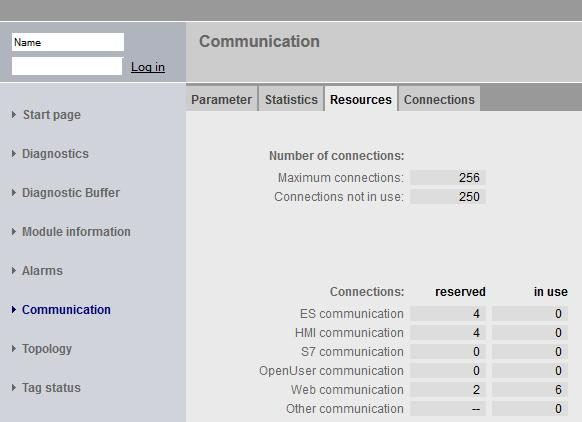 Communication
Name
Log in
Parameter Statistics Resources Connections
Start page
Diagnostics
Diagnostic Buffer
Module information
Alarms
Communication
Topology
Tag status
Number of connections:
Maximum connections: 256
Connections not in use: 250
Connections: reserved in use
ES communication 4 0
HMI communication 4 0
S7 communication 0 0
OpenUser communication 0 0
Web communication 2 6
Other communication -- 0